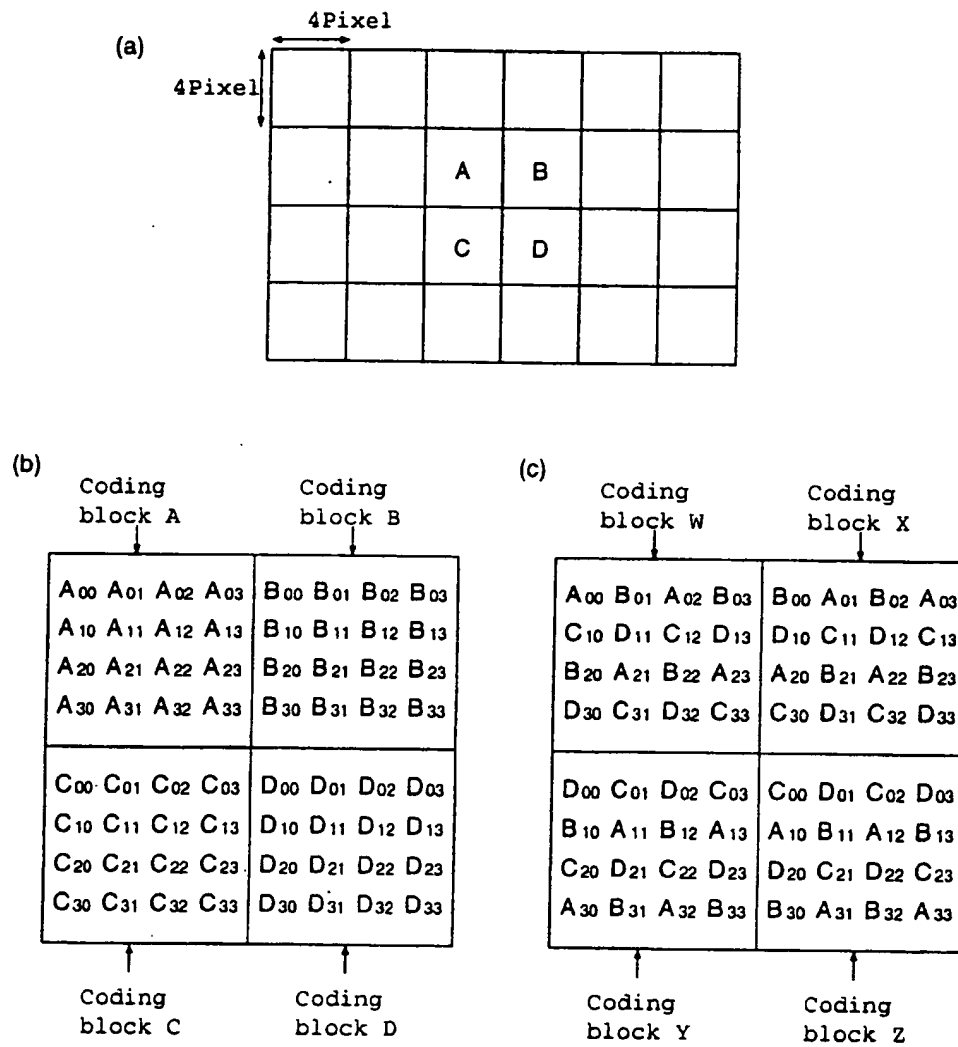 (a)
4Pixel
4Pixel
A B
C D
(b)
Coding
block A
Coding
block B
A00 A01 A02 A03 B00 B01 B02 B03
A10 A11 A12 A13 B10 B11 B12 B13
A20 A21 A22 A23 B20 B21 B22 B23
A30 A31 A32 A33 B30 B31 B32 B33
C00 C01 C02 C03 D00 D01 D02 D03
C10 C11 C12 C13 D10 D11 D12 D13
C20 C21 C22 C23 D20 D21 D22 D23
C30 C31 C32 C33 D30 D31 D32 D33
Coding
block C
Coding
block D
(c)
Coding
block W
Coding
block X
A00 B01 A02 B03 B00 A01 B02 A03
C10 D11 C12 D13 D10 C11 D12 C13
B20 A21 B22 A23 A20 B21 A22 B23
D30 C31 D32 C33 C30 D31 C32 D33
D00 C01 D02 C03 C00 D01 C02 D03
B10 A11 B12 A13 A10 B11 A12 B13
C20 D21 C22 D23 D20 C21 D22 C23
A30 B31 A32 B33 B30 A31 B32 A33
Coding
block Y
Coding
block Z